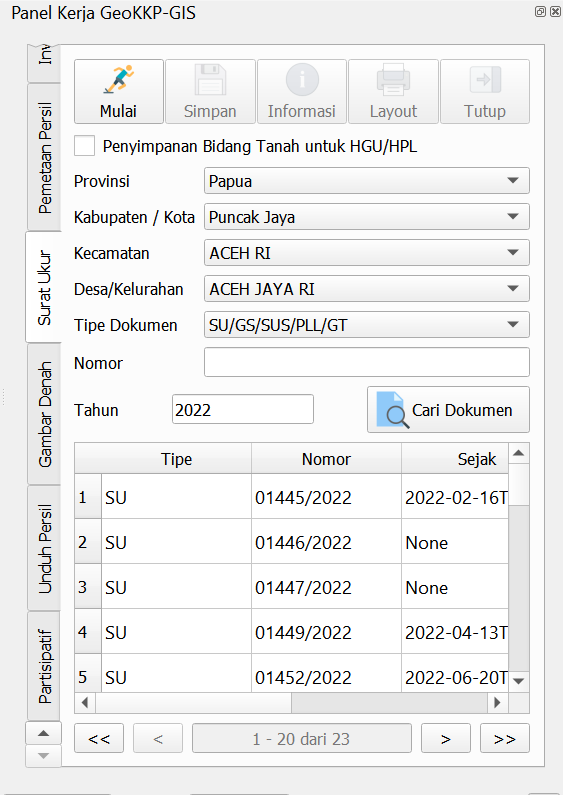 Panel Kerja GeoKKP-GIS
Mulai Simpan Informasi Layout Tutup
Penyimpanan Bidang Tanah untuk HGU/HPL
Provinsi Papua
Kabupaten / Kota Puncak Jaya
Kecamatan ACEH RI
Desa/Kelurahan ACEH JAYA RI
Tipe Dokumen SU/GS/SUS/PLL/GT
Nomor
Tahun 2022 Cari Dokumen
Tipe Nomor Sejak
1 SU 01445/2022 2022-02-16T
2 SU 01446/2022 None
3 SU 01447/2022 None
4 SU 01449/2022 2022-04-13T
5 SU 01452/2022 2022-06-20T
<< < 1 - 20 dari 23 > >>
Pemetaan Persil
Surat Ukur
Gambar Denah
Unduh Persil
Partisipatif